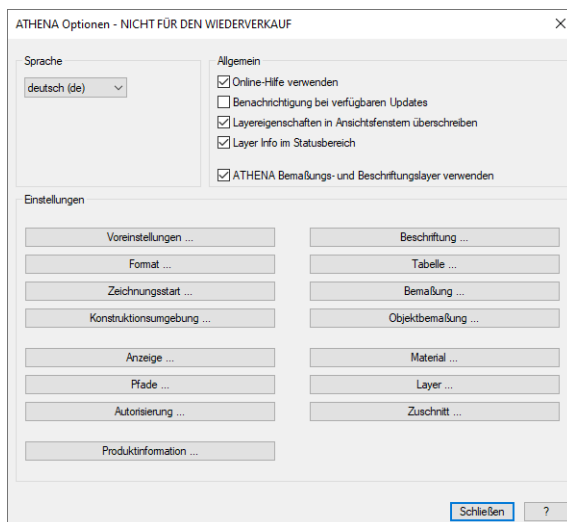 ATHENA Optionen - NICHT FÜR DEN WIEDERVERKAUF
Sprache
deutsch (de)
Allgemein
Online-Hilfe verwenden
Benachrichtigung bei verfügbaren Updates
Layereigenschaften in Ansichtsfenstern überschreiben
Layer Info im Statusbereich
ATHENA Bemaßungs- und Beschriftungslayer verwenden
Einstellungen
Voreinstellungen ...
Format ...
Zeichnungsstart ...
Konstruktionsumgebung ...
Anzeige ...
Pfade ...
Autorisierung ...
Produktinformation ...
Beschriftung ...
Tabelle ...
Bemaßung ...
Objektbemaßung ...
Material ...
Layer ...
Zuschnitt ...
Schließen
?